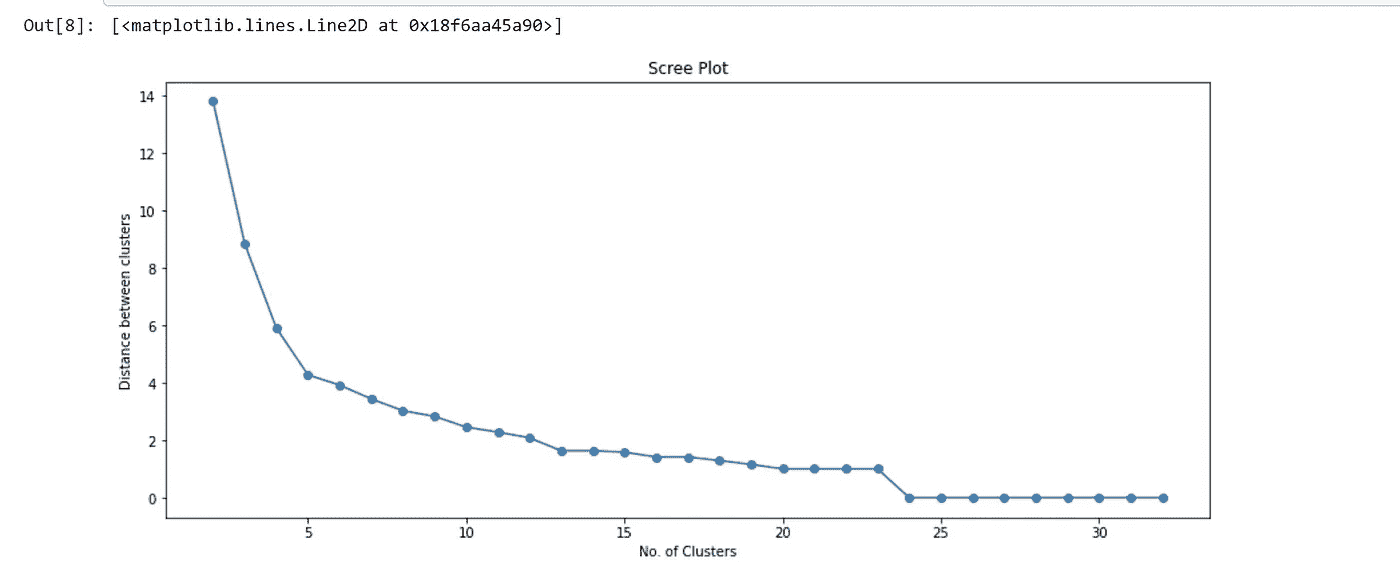 Out[8]: [<matplotlib.lines.Line2D at 0x18f6aa45a90>]
Scree Plot
14
12
10
8
6
4
2
0
Distance between clusters
5 10 15 20 25 30
No. of Clusters